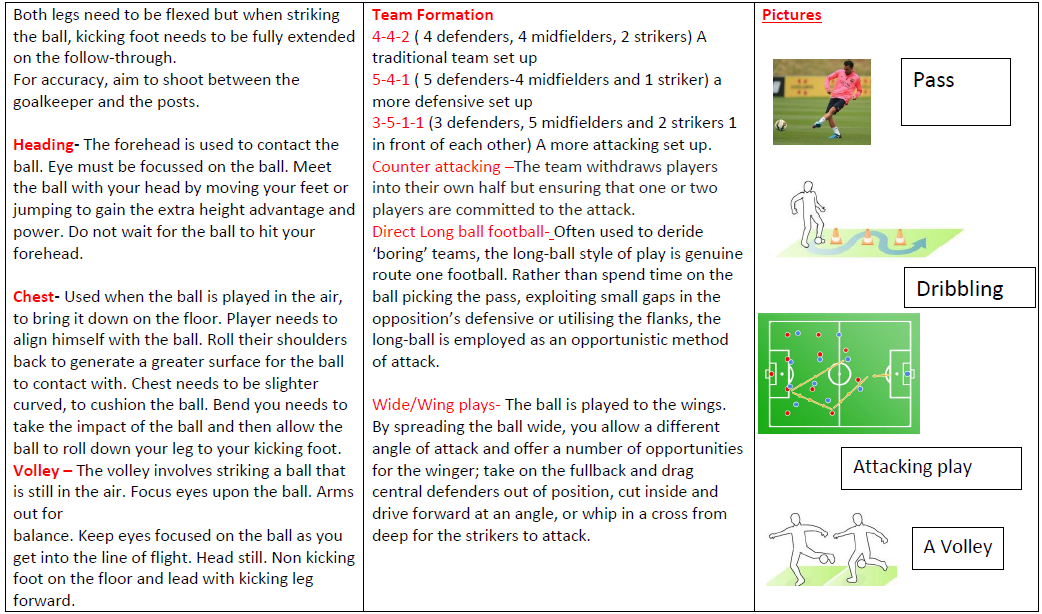 Both legs need to be flexed but when striking
the ball, kicking foot needs to be fully extended
on the follow-through.
For accuracy, aim to shoot between the
goalkeeper and the posts.
Heading- The forehead is used to contact the
ball. Eye must be focussed on the ball. Meet
the ball with your head by moving your feet or
jumping to gain the extra height advantage and
power. Do not wait for the ball to hit your
forehead.
Chest- Used when the ball is played in the air,
to bring it down on the floor. Player needs to
align himself with the ball. Roll their shoulders
back to generate a greater surface for the ball
to contact with. Chest needs to be slighter
curved, to cushion the ball. Bend you needs to
take the impact of the ball and then allow the
ball to roll down your leg to your kicking foot.
Volley – The volley involves striking a ball that
is still in the air. Focus eyes upon the ball. Arms
out for
balance. Keep eyes focused on the ball as you
get into the line of flight. Head still. Non kicking
foot on the floor and lead with kicking leg
forward.
Team Formation
4-4-2 ( 4 defenders, 4 midfielders, 2 strikers) A
traditional team set up
5-4-1 ( 5 defenders-4 midfielders and 1 striker) a
more defensive set up
3-5-1-1 (3 defenders, 5 midfielders and 2 strikers 1
in front of each other) A more attacking set up.
Counter attacking –The team withdraws players
into their own half but ensuring that one or two
players are committed to the attack.
Direct Long ball football- Often used to deride
‘boring’ teams, the long-ball style of play is genuine
route one football. Rather than spend time on the
ball picking the pass, exploiting small gaps in the
opposition’s defensive or utilising the flanks, the
long-ball is employed as an opportunistic method
of attack.
Wide/Wing plays- The ball is played to the wings.
By spreading the ball wide, you allow a different
angle of attack and offer a number of opportunities
for the winger; take on the fullback and drag
central defenders out of position, cut inside and
drive forward at an angle, or whip in a cross from
deep for the strikers to attack.
Pictures
Pass
Dribbling
Attacking play
A Volley